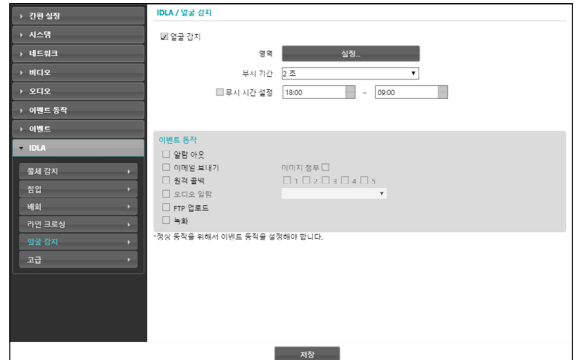 간편 설정
시스템
네트워크
비디오
오디오
이벤트 동작
이벤트
IDLA
물체 감지
침입
배회
라인 크로싱
얼굴 감지
고급
IDLA / 얼굴 감지
얼굴 감지
영역 설정...
무시 기간 2 초
무시 시간 설정 18:00 ~ 09:00
이벤트 동작
알람 아웃
이메일 보내기 이미지 첨부
원격 콜백 1 2 3 4 5
오디오 알람
FTP 업로드
녹화
*정상 동작을 위해서 이벤트 동작을 설정해야 합니다.
저장